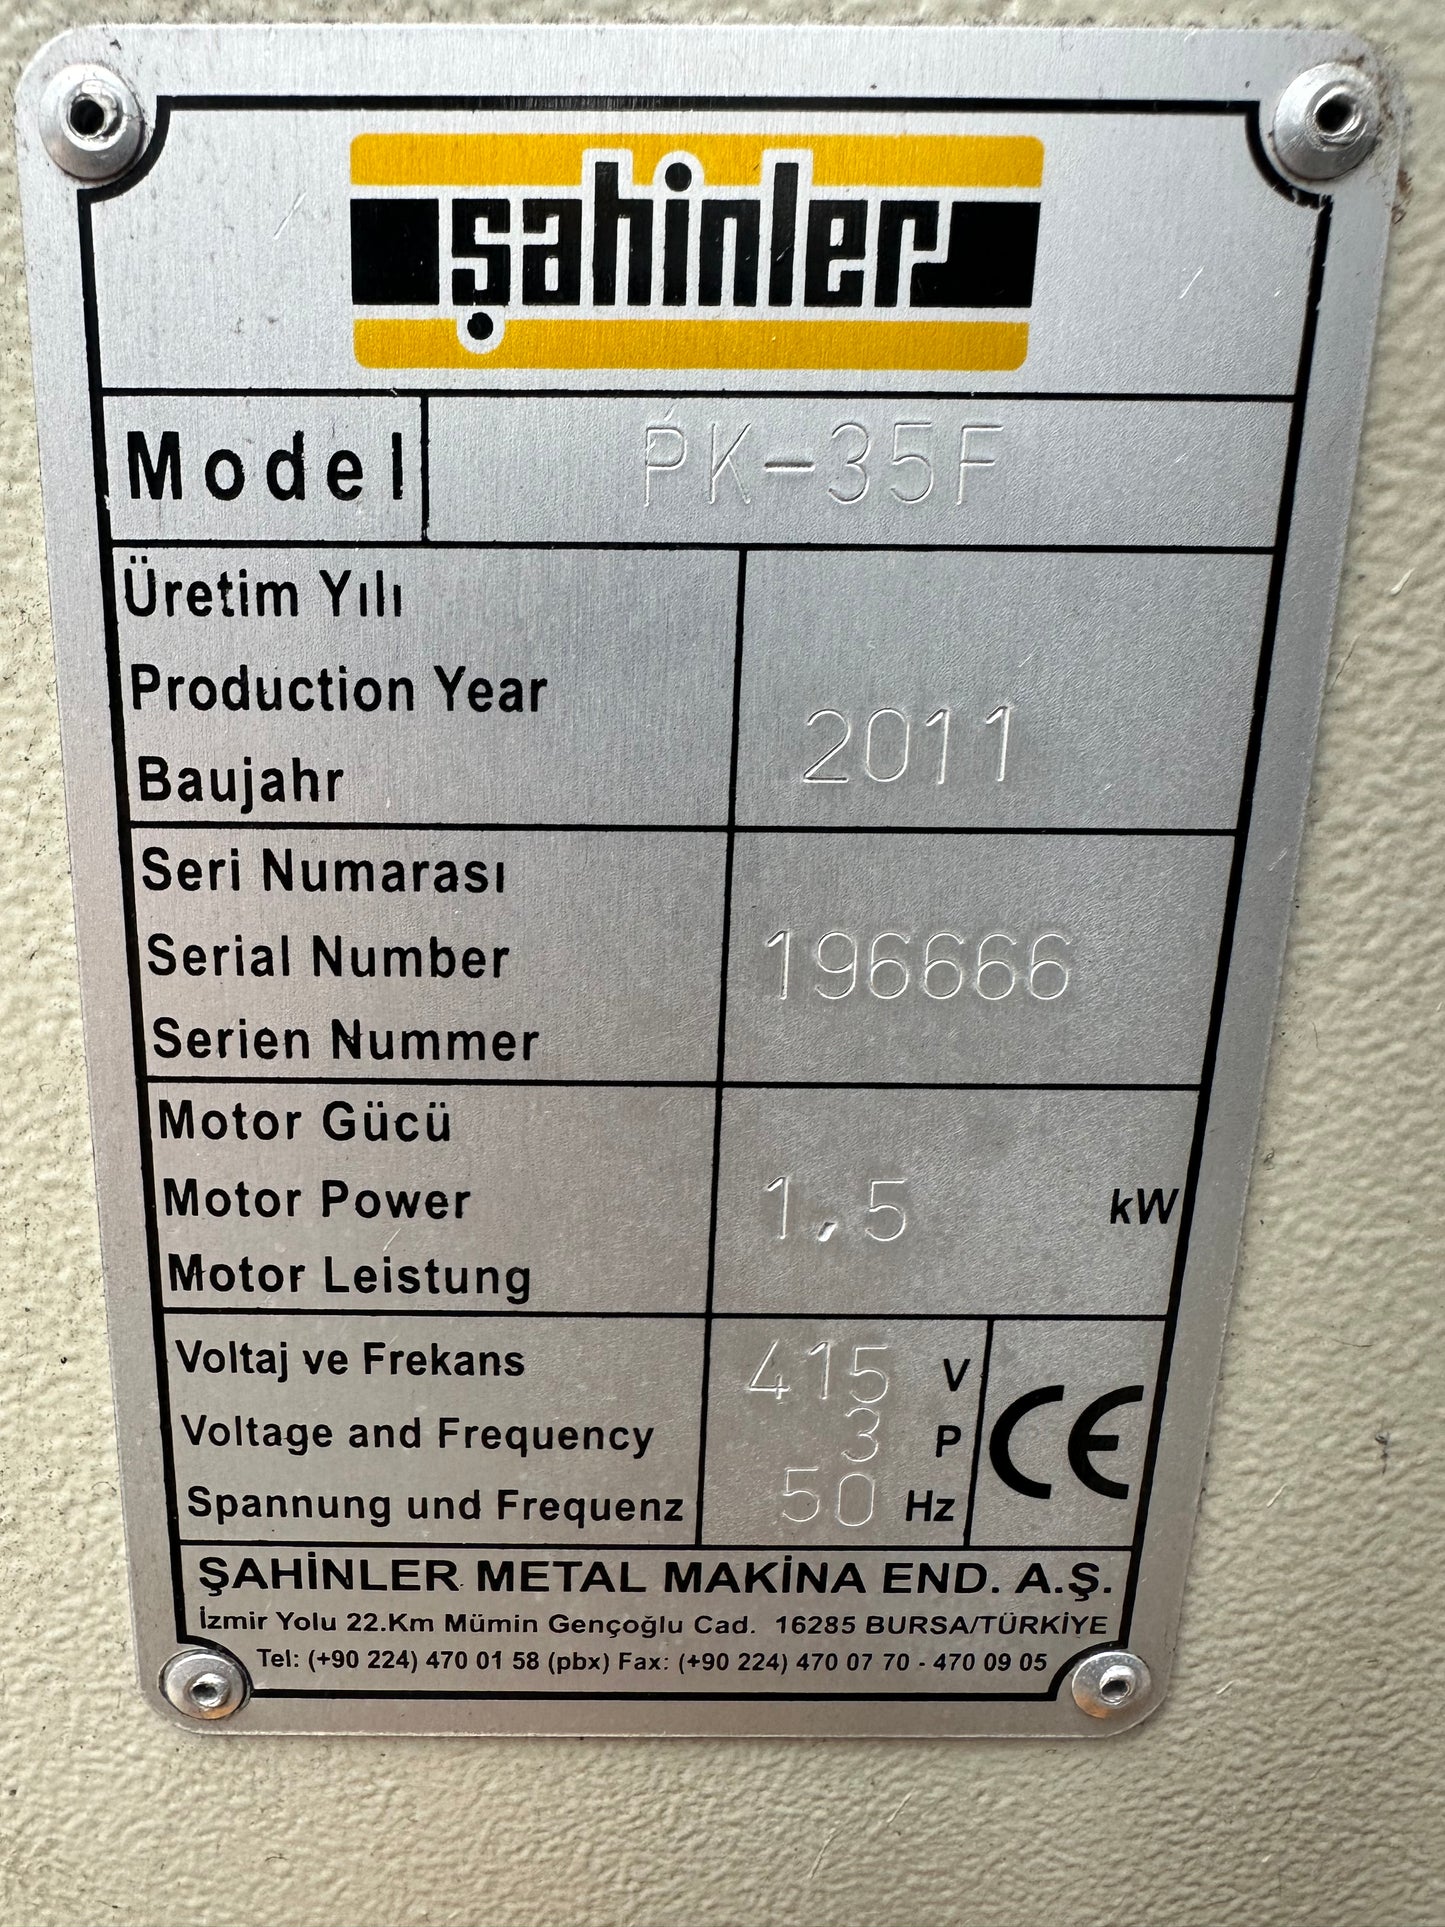 şahinler
Model PK-35F
Üretim Yılı
Production Year 2011
Baujahr
Seri Numarası
Serial Number 196666
Serien Nummer
Motor Gücü
Motor Power 1,5 kW
Motor Leistung
Voltaj ve Frekans 415 V
Voltage and Frequency 3 P
Spannung und Frequenz 50 Hz
CE
ŞAHİNLER METAL MAKİNA END. A.Ş.
İzmir Yolu 22.Km Mümin Gençoğlu Cad. 16285 BURSA/TÜRKİYE
Tel: (+90 224) 470 01 58 (pbx) Fax: (+90 224) 470 07 70 - 470 09 05